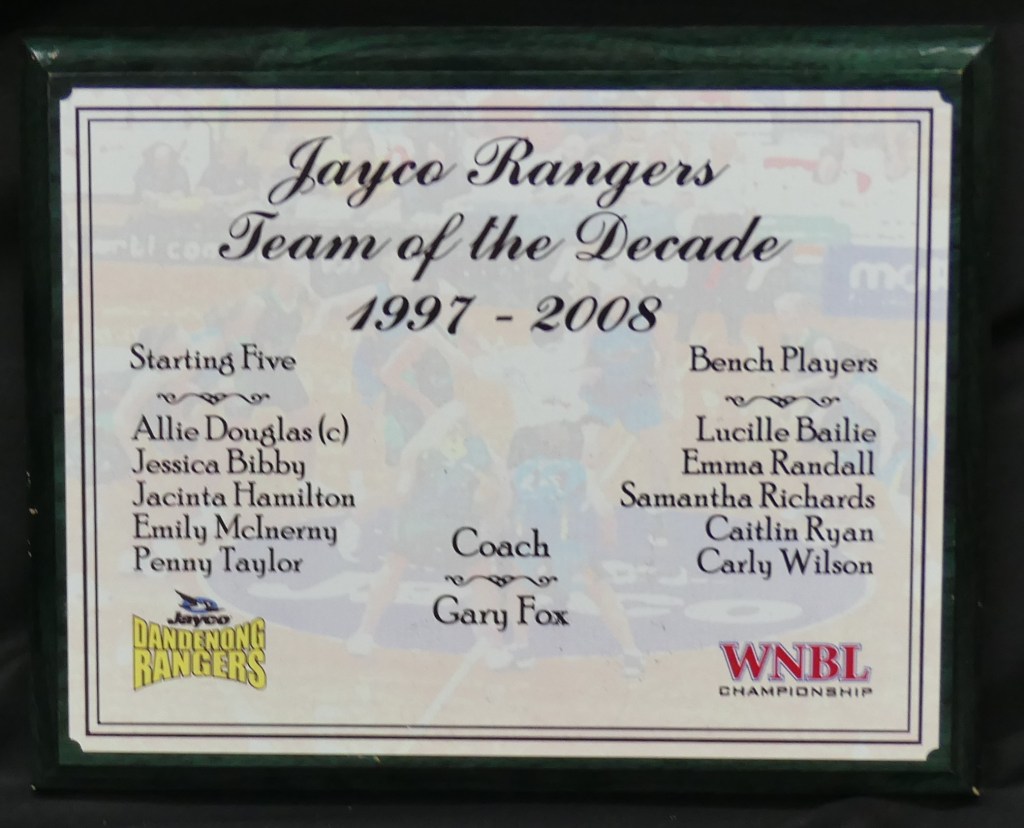 Jayco Rangers
Team of the Decade
1997 - 2008
Starting Five
Allie Douglas (c)
Jessica Bibby
Jacinta Hamilton
Emily McInerny
Penny Taylor
Bench Players
Lucille Bailie
Emma Randall
Samantha Richards
Caitlin Ryan
Carly Wilson
Coach
Gary Fox
Jayco
DANDENONG
RANGERS
WNBL
CHAMPIONSHIP